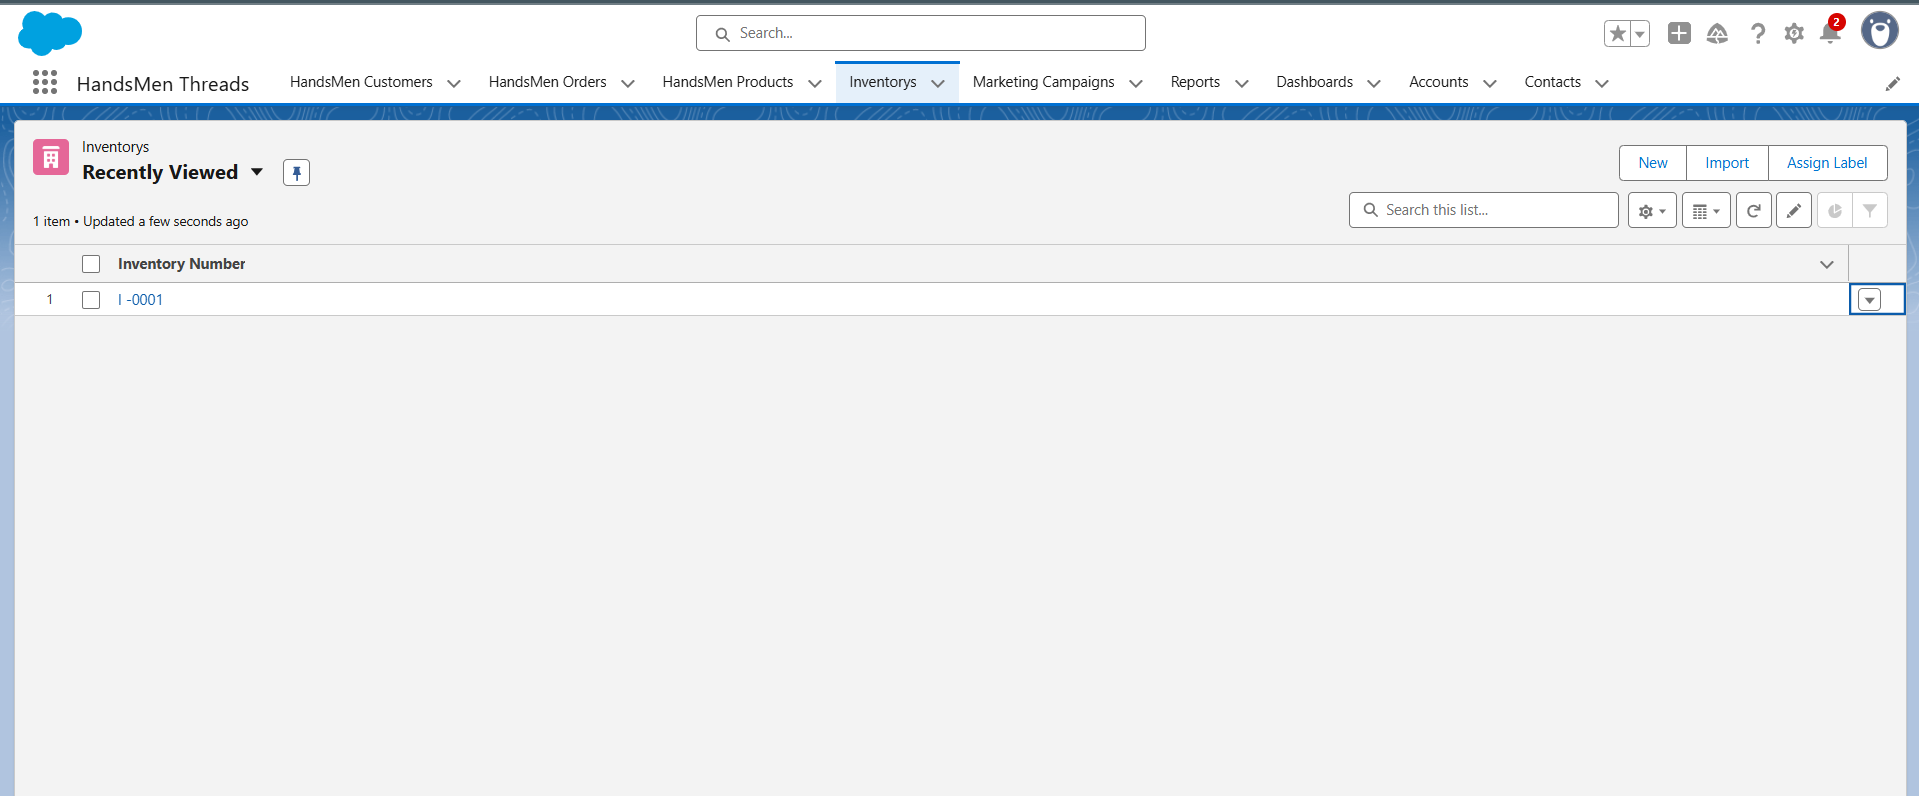 Search...
2
HandsMen Threads
HandsMen Customers
HandsMen Orders
HandsMen Products
Inventorys
Marketing Campaigns
Reports
Dashboards
Accounts
Contacts
Inventorys
Recently Viewed
New
Import
Assign Label
1 item • Updated a few seconds ago
Search this list...
Inventory Number
1
I -0001